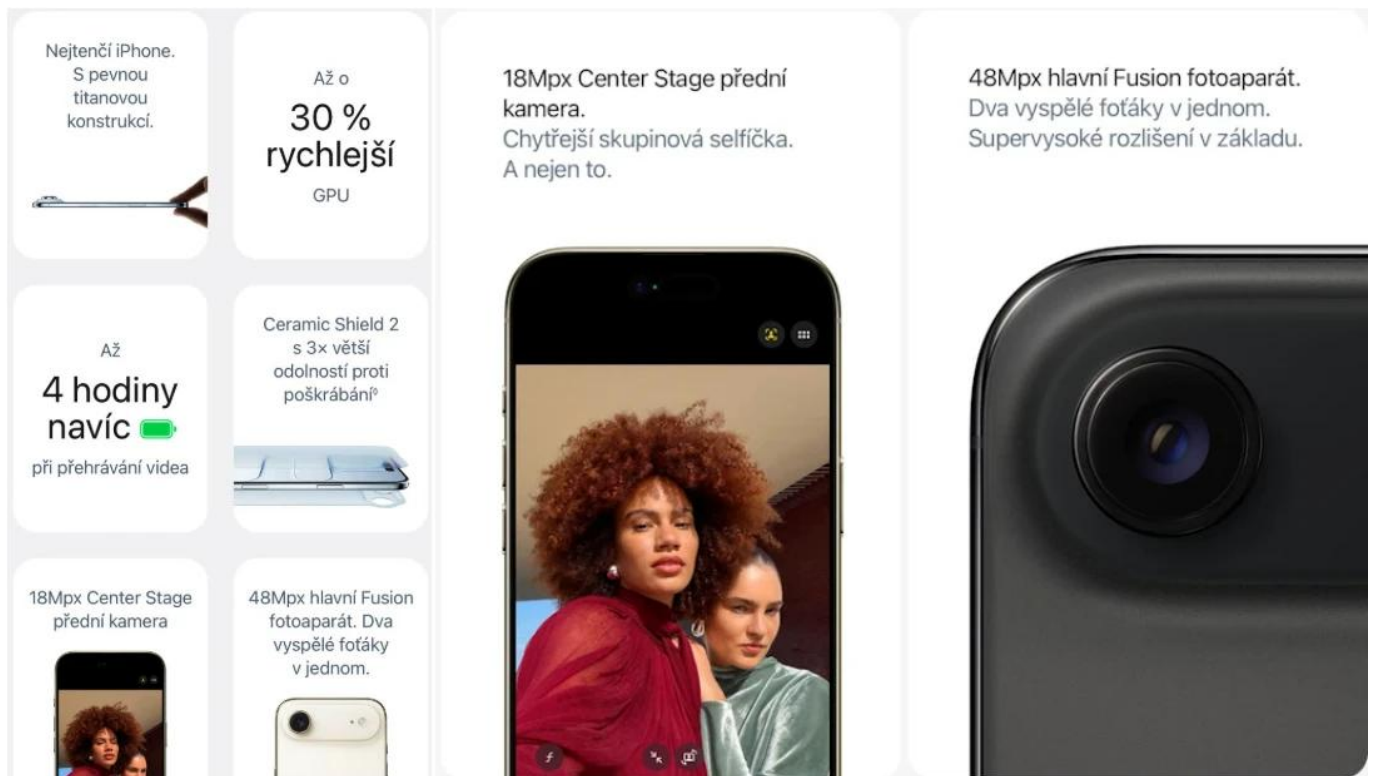 Nejtenčí iPhone.
S pevnou
titanovou
konstrukcí.
Až o
30 %
rychlejší
GPU
Až
4 hodiny
navíc
při přehrávání videa
Ceramic Shield 2
s 3× větší
odolností proti
poškrábání◊
18Mpx Center Stage
přední kamera
48Mpx hlavní Fusion
fotoaparát. Dva
vyspělé foťáky
v jednom.
18Mpx Center Stage přední
kamera.
Chytřejší skupinová selfíčka.
A nejen to.
48Mpx hlavní Fusion fotoaparát.
Dva vyspělé foťáky v jednom.
Supervysoké rozlišení v základu.